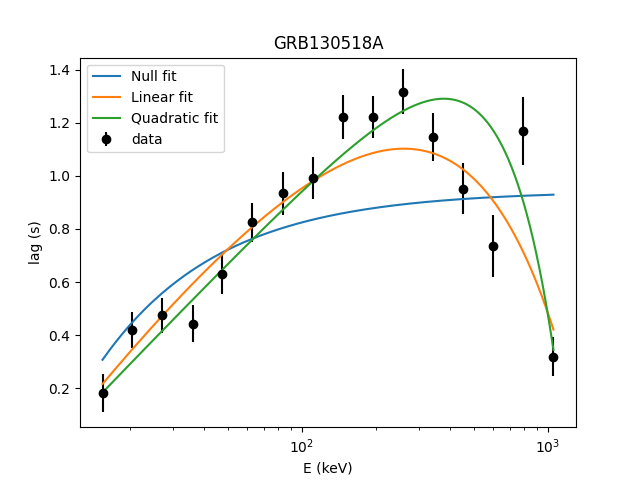 GRB130518A
Null fit
Linear fit
Quadratic fit
data
lag (s)
1.4
1.2
1.0
0.8
0.6
0.4
0.2
10²
10³
E (keV)